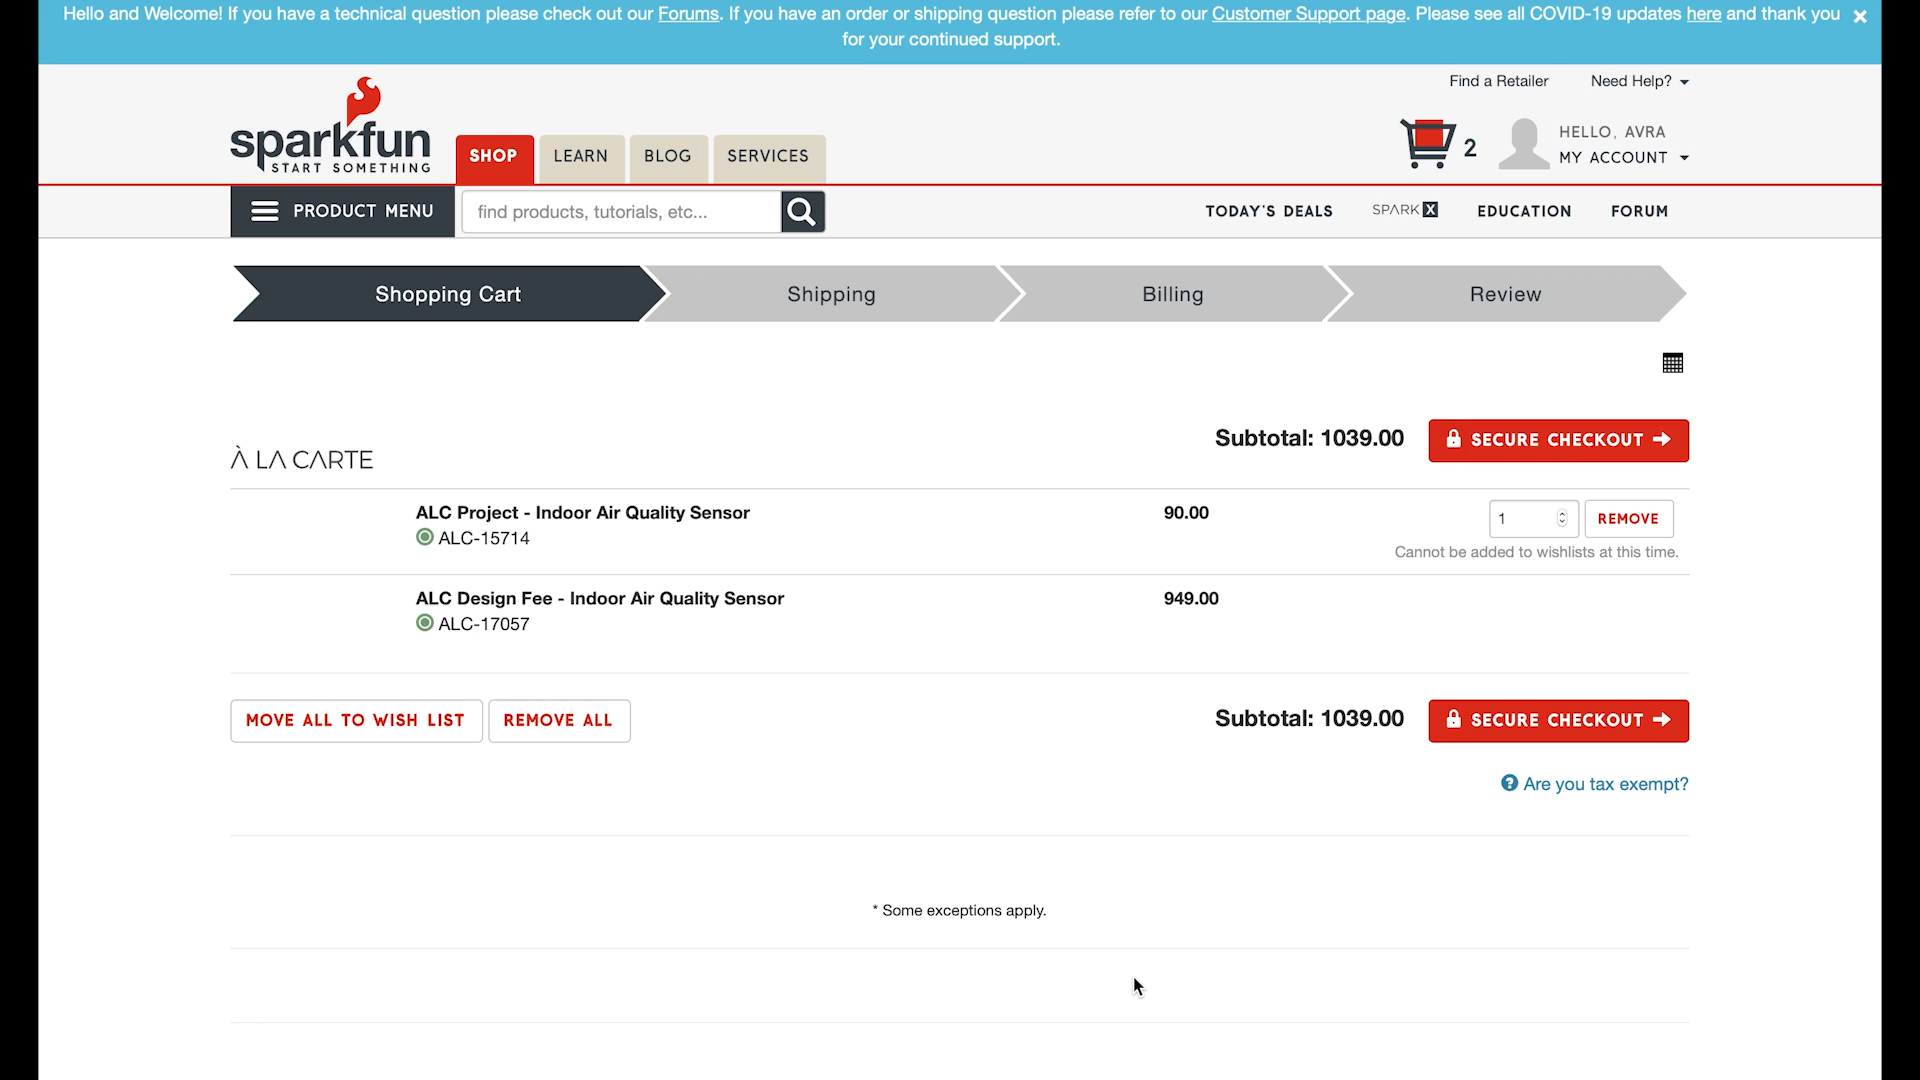 Hello and Welcome! If you have a technical question please check out our Forums. If you have an order or shipping question please refer to our Customer Support page. Please see all COVID-19 updates here and thank you
for your continued support.
Find a Retailer
Need Help?
sparkfun
START SOMETHING
SHOP
LEARN
BLOG
SERVICES
2
HELLO, AVRA
MY ACCOUNT
PRODUCT MENU
find products, tutorials, etc...
TODAY'S DEALS
SPARK X
EDUCATION
FORUM
Shopping Cart
Shipping
Billing
Review
Subtotal: 1039.00
SECURE CHECKOUT
À LA CARTE
ALC Project - Indoor Air Quality Sensor
90.00
1
REMOVE
ALC-15714
Cannot be added to wishlists at this time.
ALC Design Fee - Indoor Air Quality Sensor
949.00
ALC-17057
MOVE ALL TO WISH LIST
REMOVE ALL
Subtotal: 1039.00
SECURE CHECKOUT
Are you tax exempt?
* Some exceptions apply.